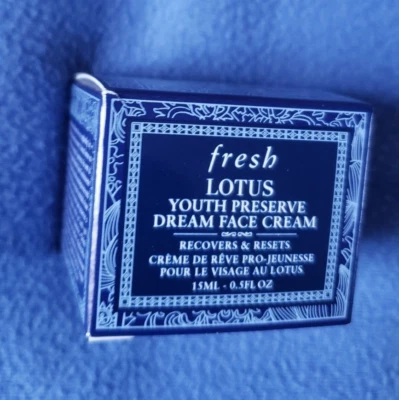 fresh
LOTUS
YOUTH PRESERVE
DREAM FACE CREAM
RECOVERS & RESETS
CRÈME DE RÊVE PRO-JEUNESSE
POUR LE VISAGE AU LOTUS
15ML - 0.5FL OZ